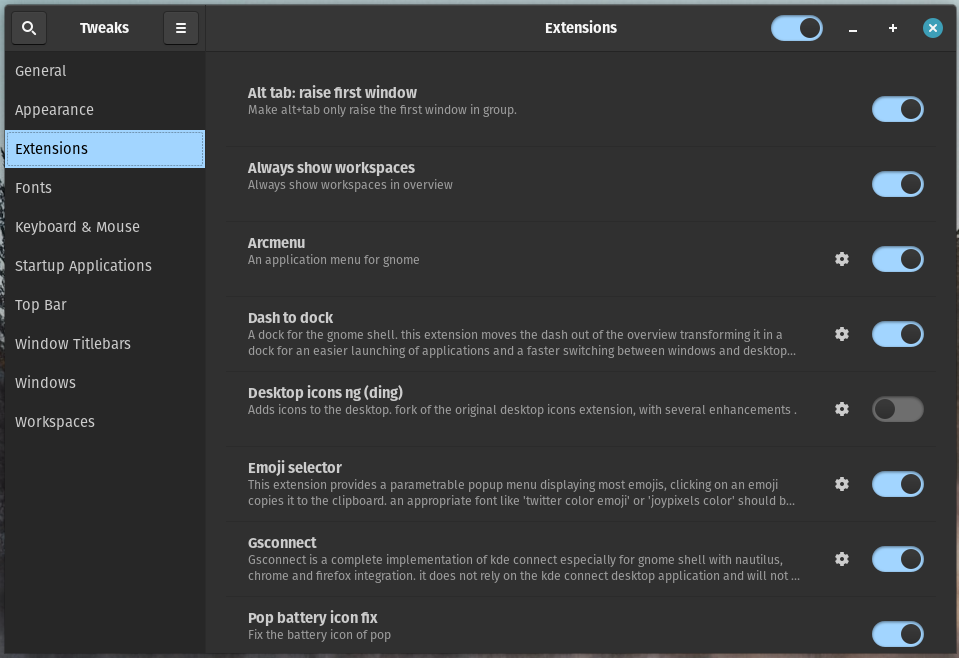 Tweaks
Extensions
General
Appearance
Extensions
Fonts
Keyboard & Mouse
Startup Applications
Top Bar
Window Titlebars
Windows
Workspaces
Alt tab: raise first window
Make alt+tab only raise the first window in group.
Always show workspaces
Always show workspaces in overview
Arcmenu
An application menu for gnome
Dash to dock
A dock for the gnome shell. this extension moves the dash out of the overview transforming it in a
dock for an easier launching of applications and a faster switching between windows and desktop...
Desktop icons ng (ding)
Adds icons to the desktop. fork of the original desktop icons extension, with several enhancements .
Emoji selector
This extension provides a parametrable popup menu displaying most emojis, clicking on an emoji
copies it to the clipboard. an appropriate font like 'twitter color emoji' or 'joypixels color' should b...
Gsconnect
Gsconnect is a complete implementation of kde connect especially for gnome shell with nautilus,
chrome and firefox integration. it does not rely on the kde connect desktop application and will not ...
Pop battery icon fix
Fix the battery icon of pop